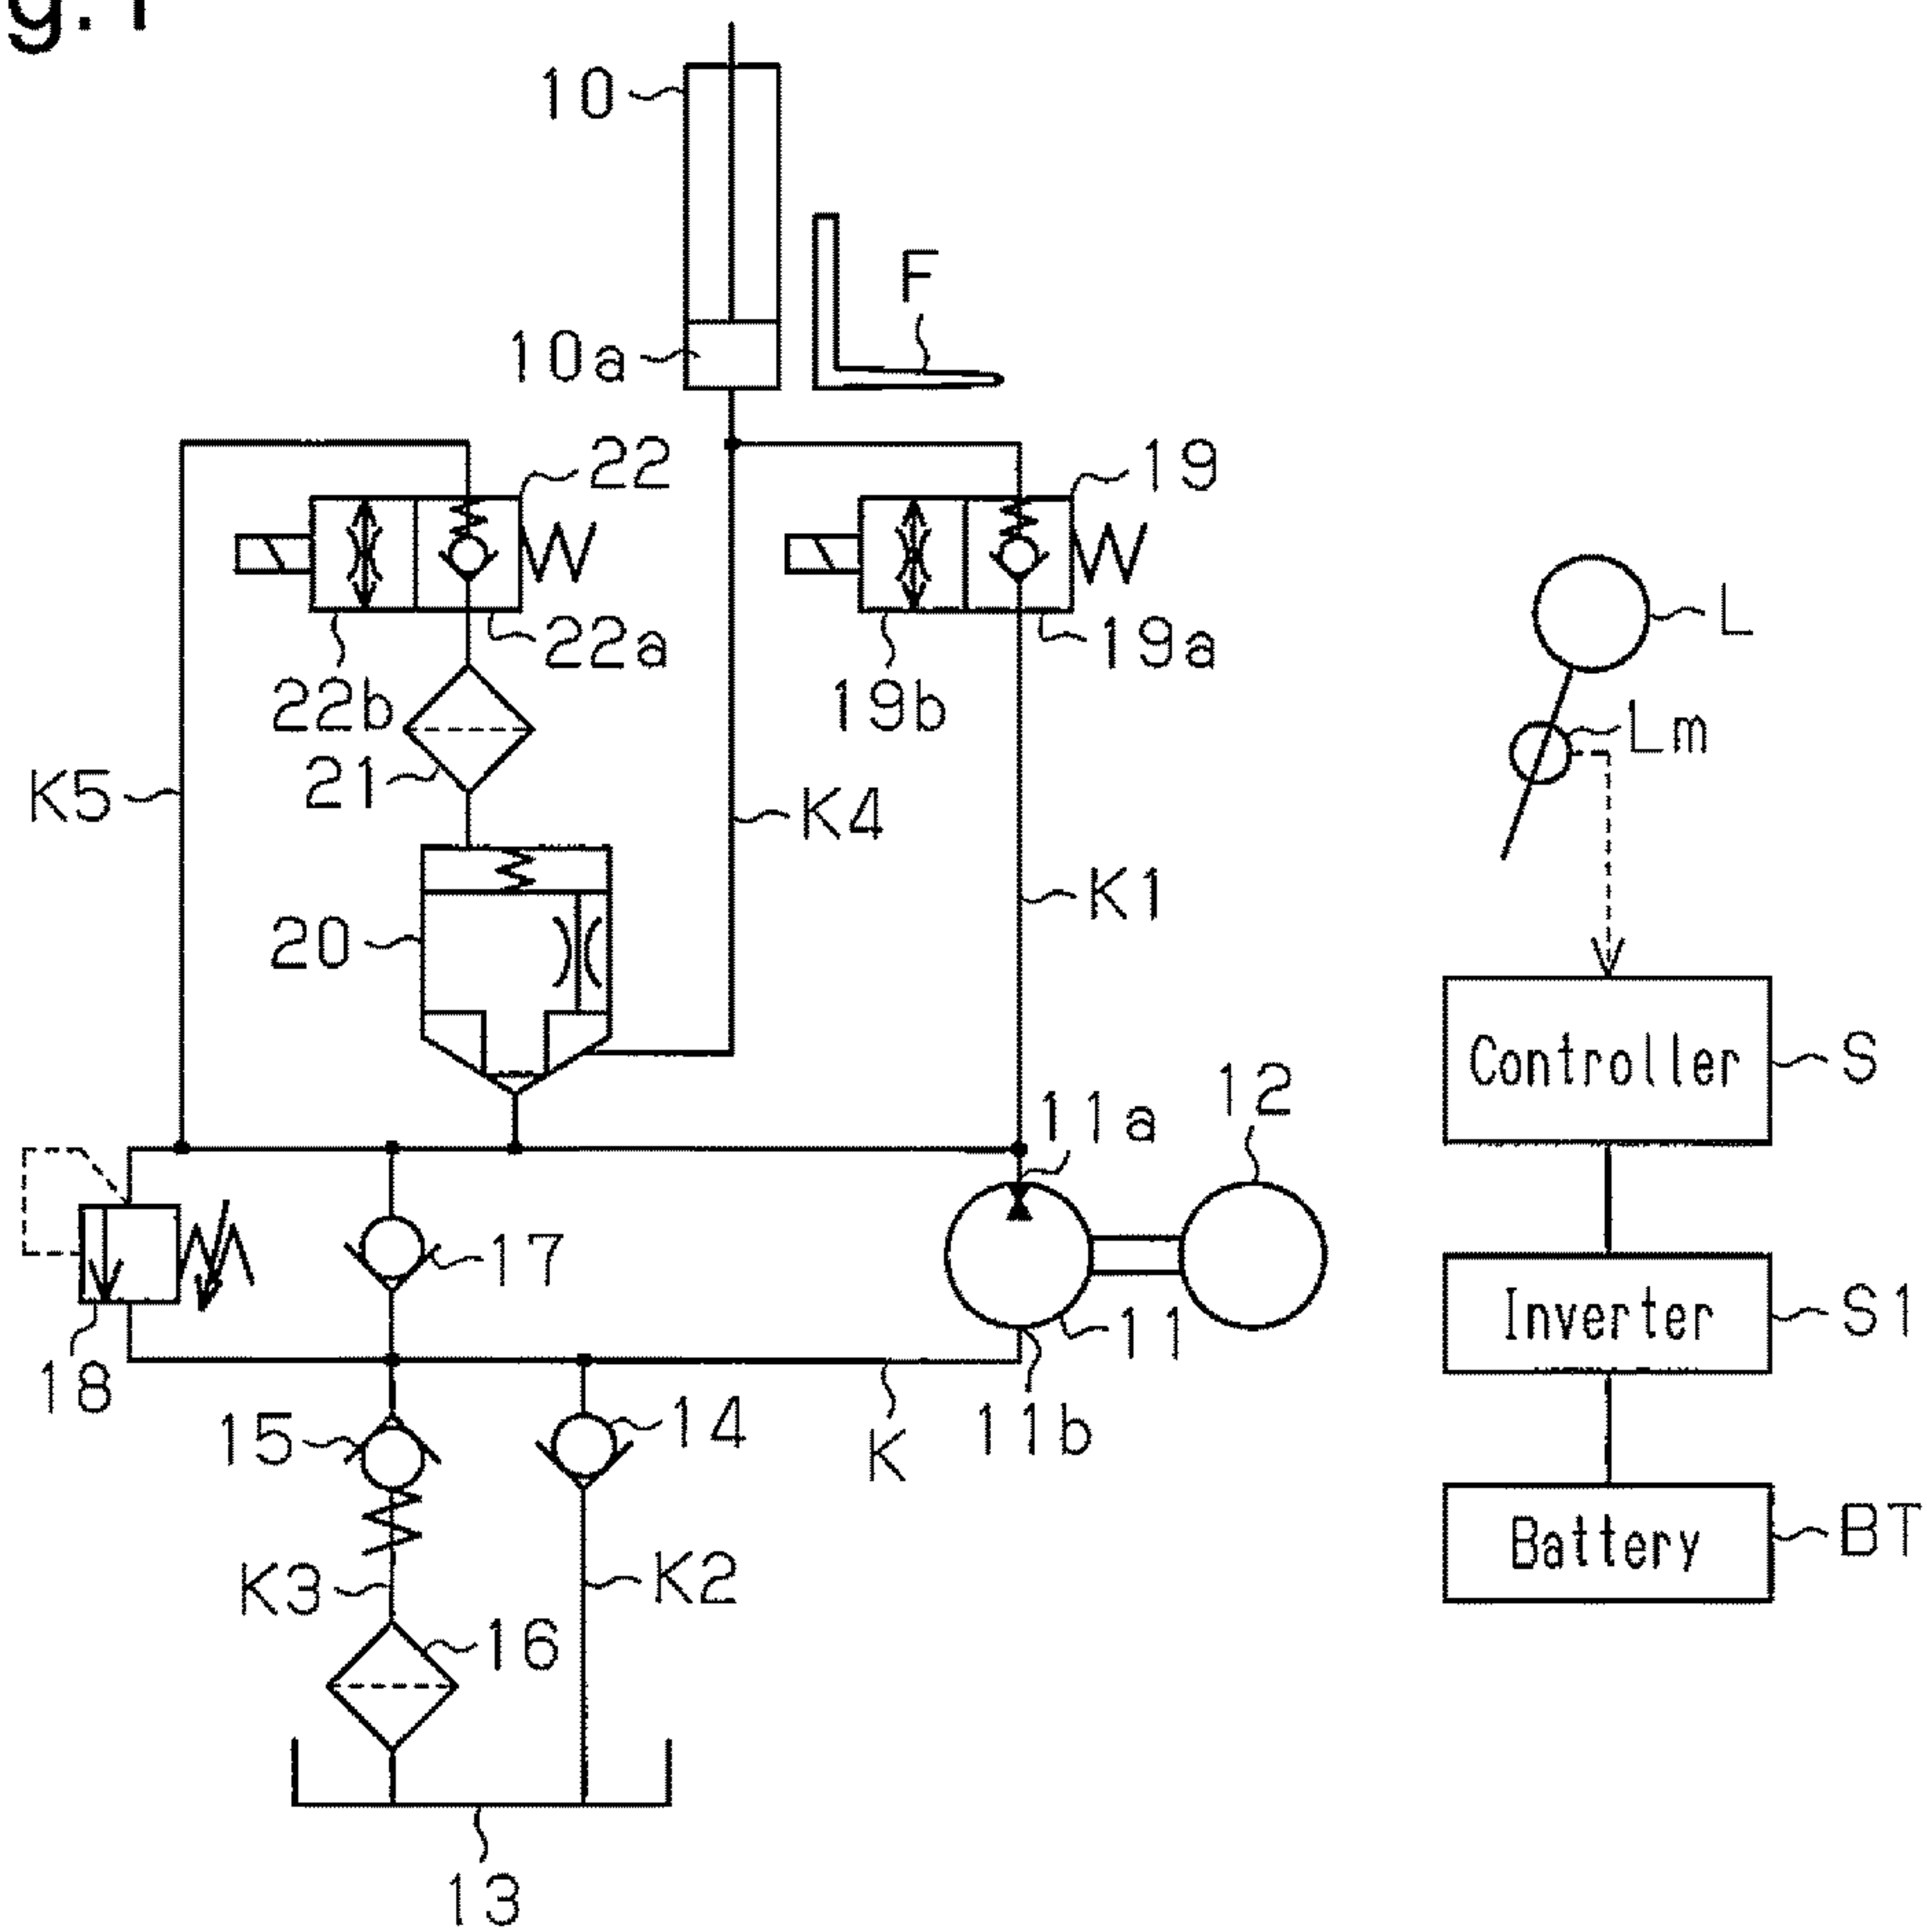 g. 1
10
F
10a
22
19
22a
19a
L
22b
19b
Lm
21
K5
K4
K1
20
Controller
S
11a
12
17
Inverter
S1
11
18
15
14
K
11b
Battery
BT
K3
K2
16
13